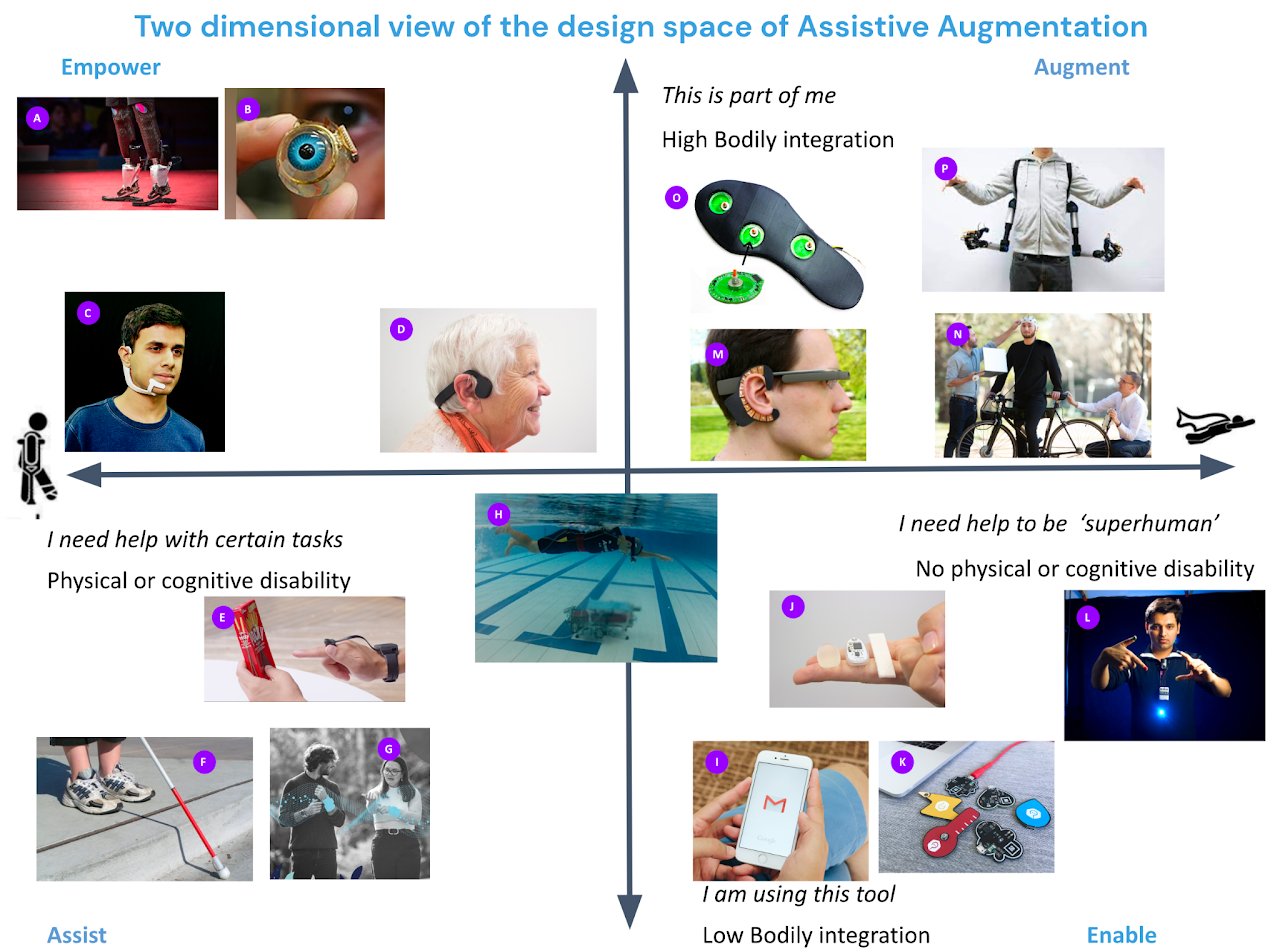 Two dimensional view of the design space of Assistive Augmentation
Empower
Augment
This is part of me
High Bodily integration
A
B
P
O
C
D
M
N
I need help with certain tasks
Physical or cognitive disability
H
I need help to be ‘superhuman’
No physical or cognitive disability
E
J
L
F
G
I
K
M
Google
I am using this tool
Low Bodily integration
Assist
Enable